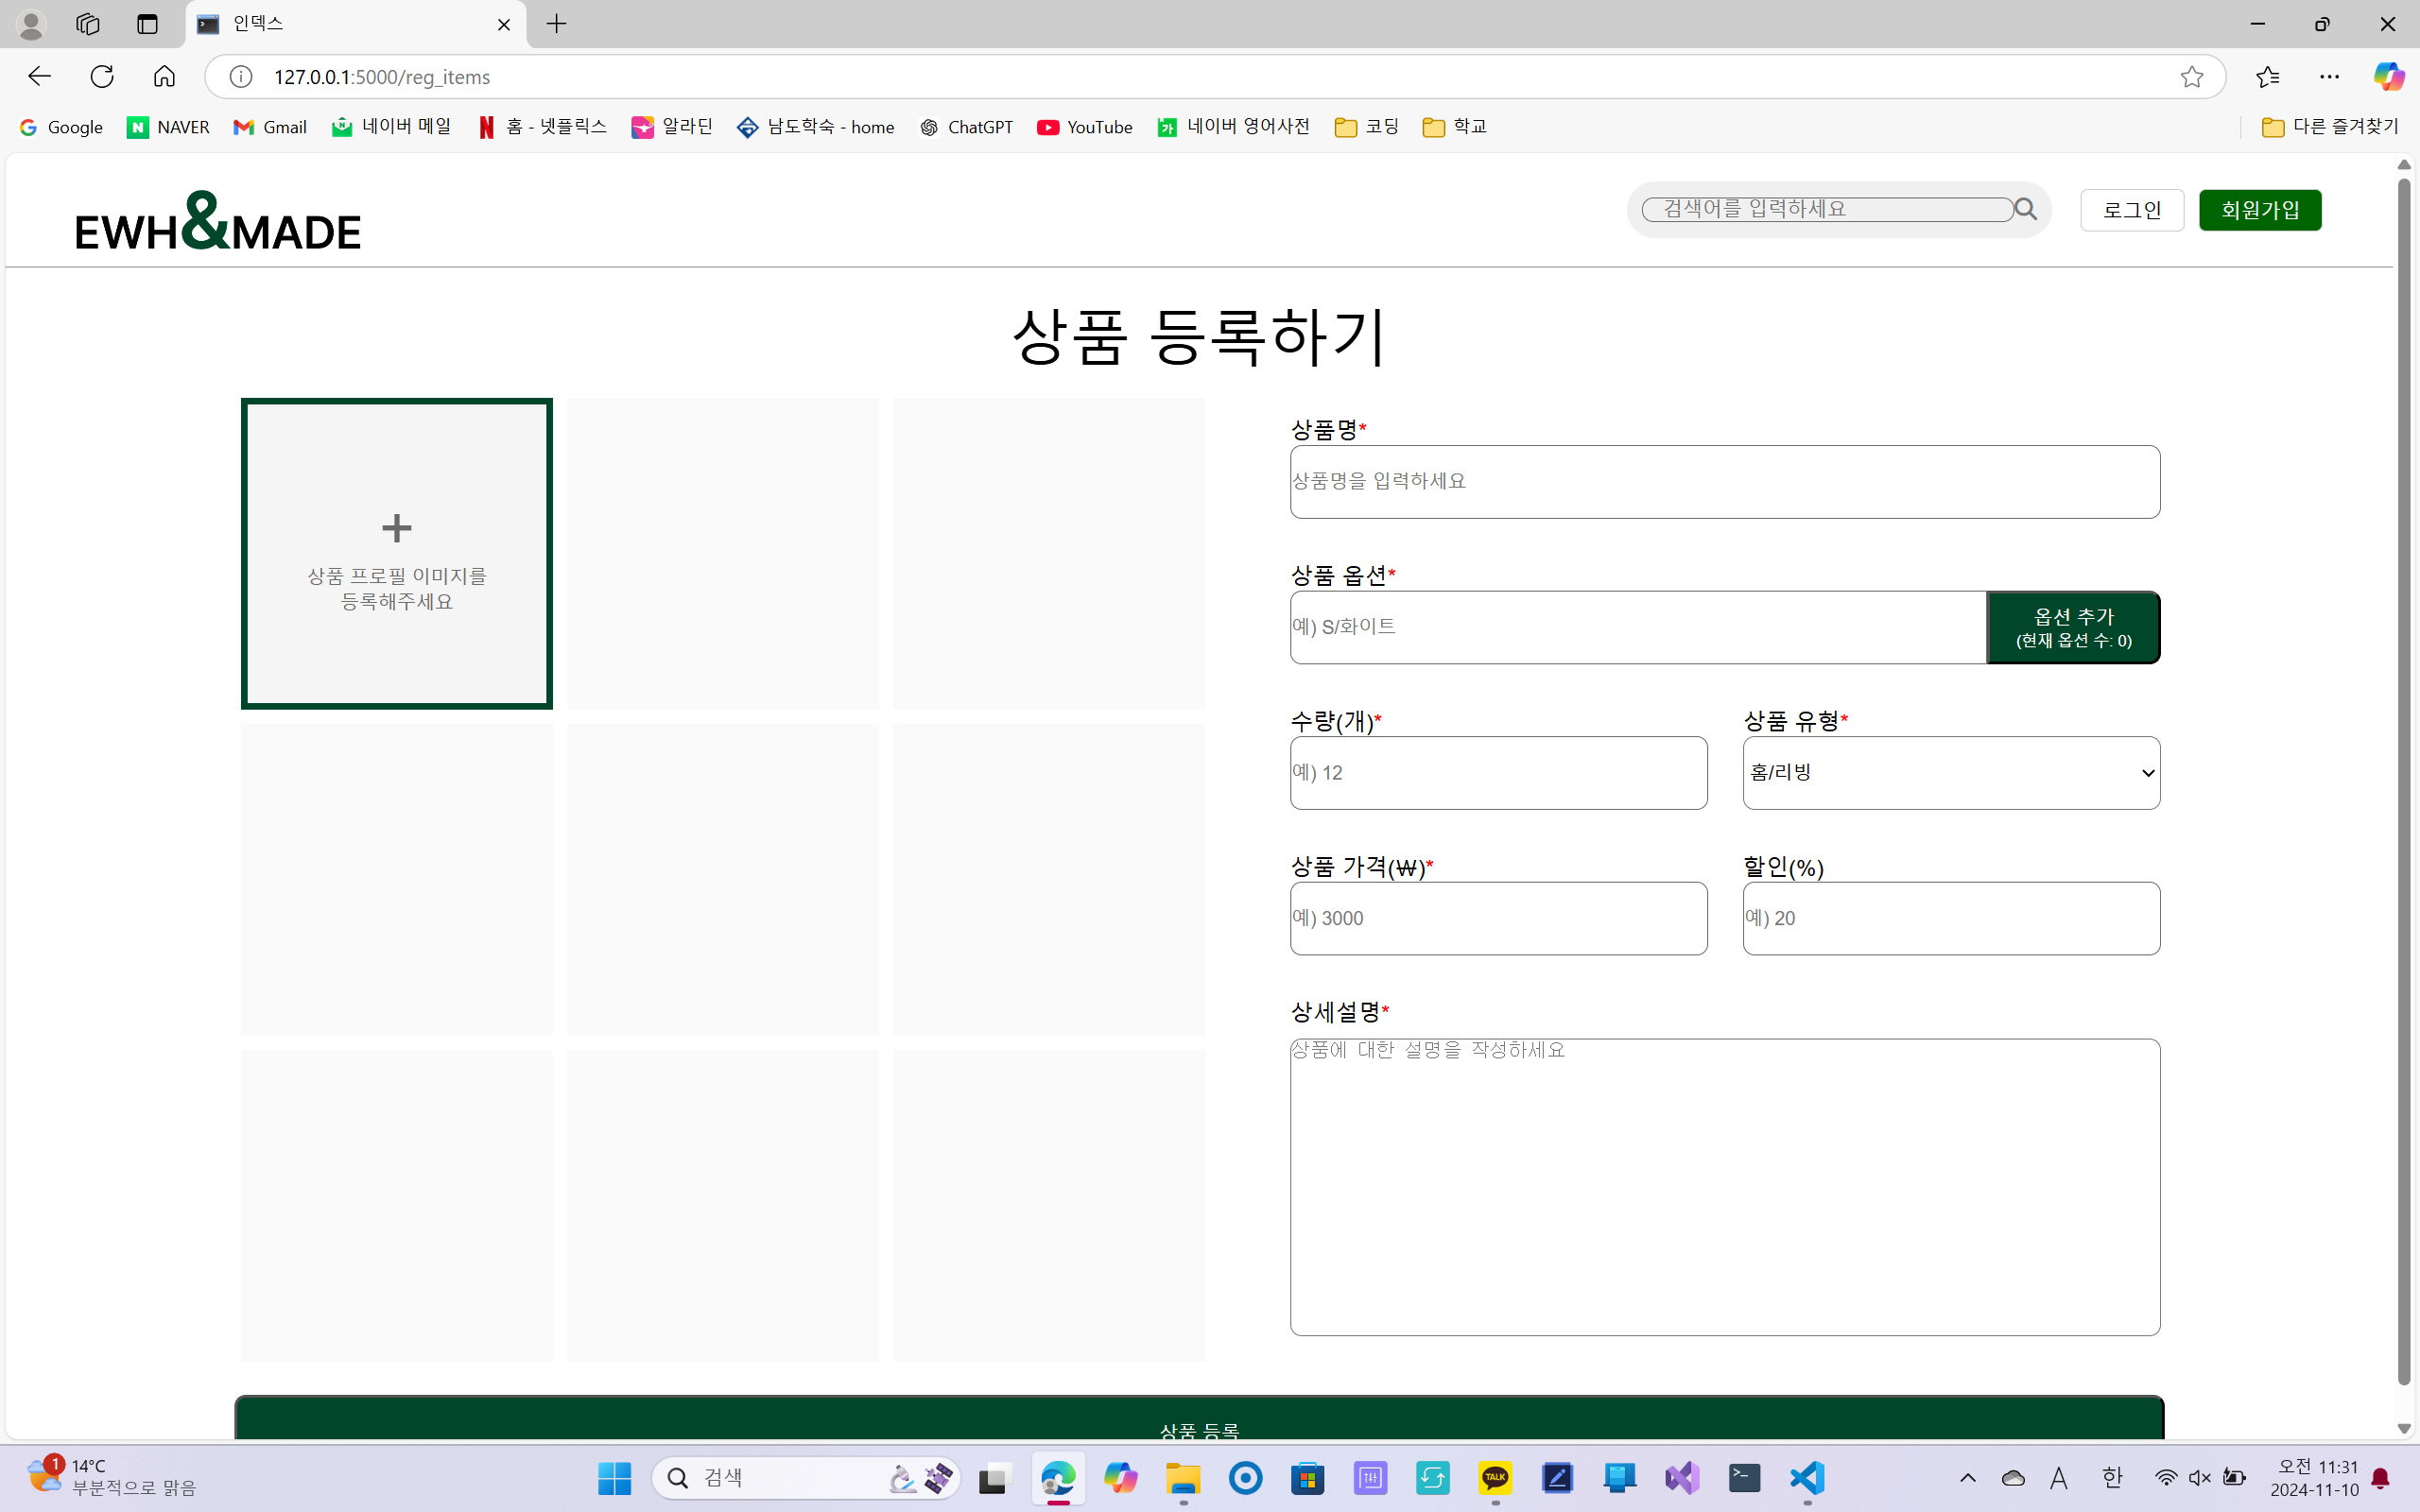 인덱스
127.0.0.1:5000/reg_items
Google
NAVER
Gmail
네이버 메일
홈 - 넷플릭스
알라딘
남도학숙 - home
ChatGPT
YouTube
네이버 영어사전
코딩
학교
다른 즐겨찾기
EWH&MADE
검색어를 입력하세요
로그인
회원가입
상품 등록하기
+
상품 프로필 이미지를
등록해주세요
상품명*
상품명을 입력하세요
상품 옵션*
예) S/화이트
옵션 추가
(현재 옵션 수: 0)
수량(개)*
예) 12
상품 유형*
홈/리빙
상품 가격(₩)*
예) 3000
할인(%)
예) 20
상세설명*
상품에 대한 설명을 작성하세요
상품 등록
1
14°C
부분적으로 맑음
검색
TALK
A
한
오전 11:31
2024-11-10